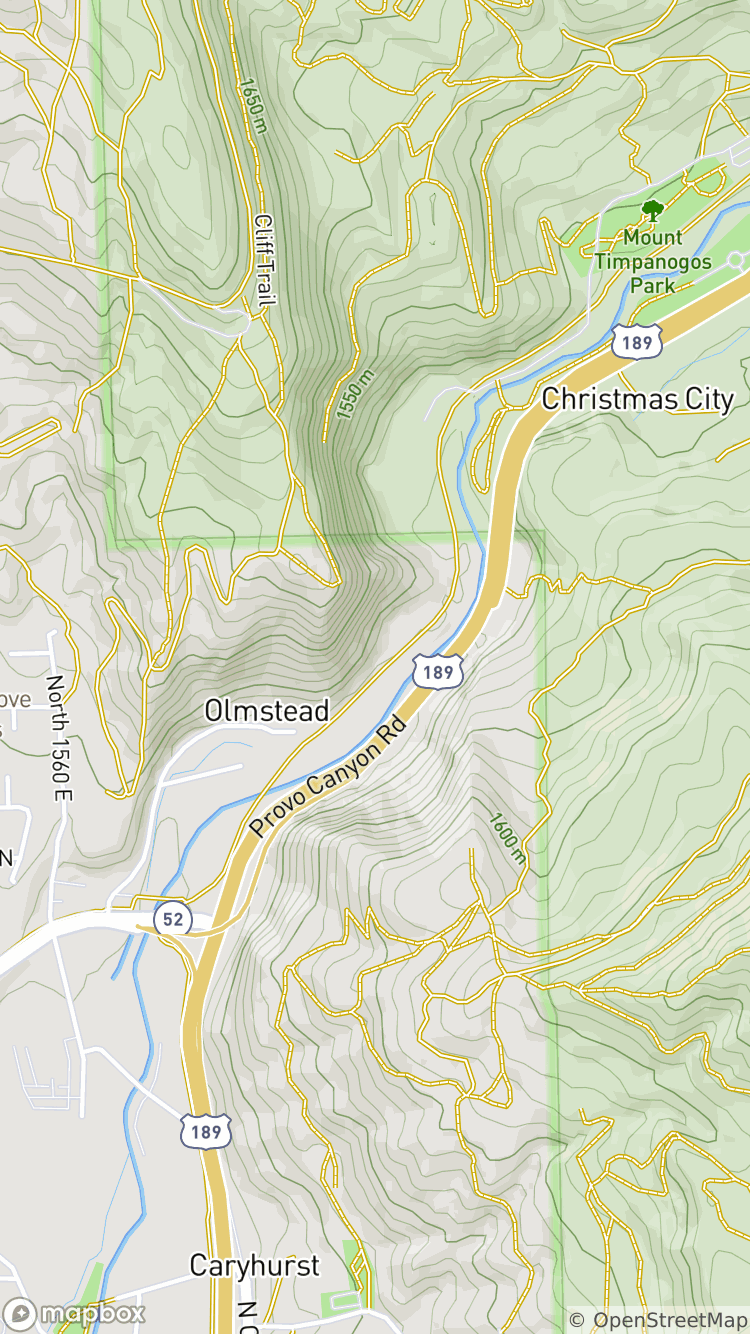 1650 m
Cliff Trail
Mount
Timpanogos
Park
189
1550 m
Christmas City
189
North 1560 E
Olmstead
Provo Canyon Rd
1600 m
N
52
189
Caryhurst
mapbox
© OpenStreetMap